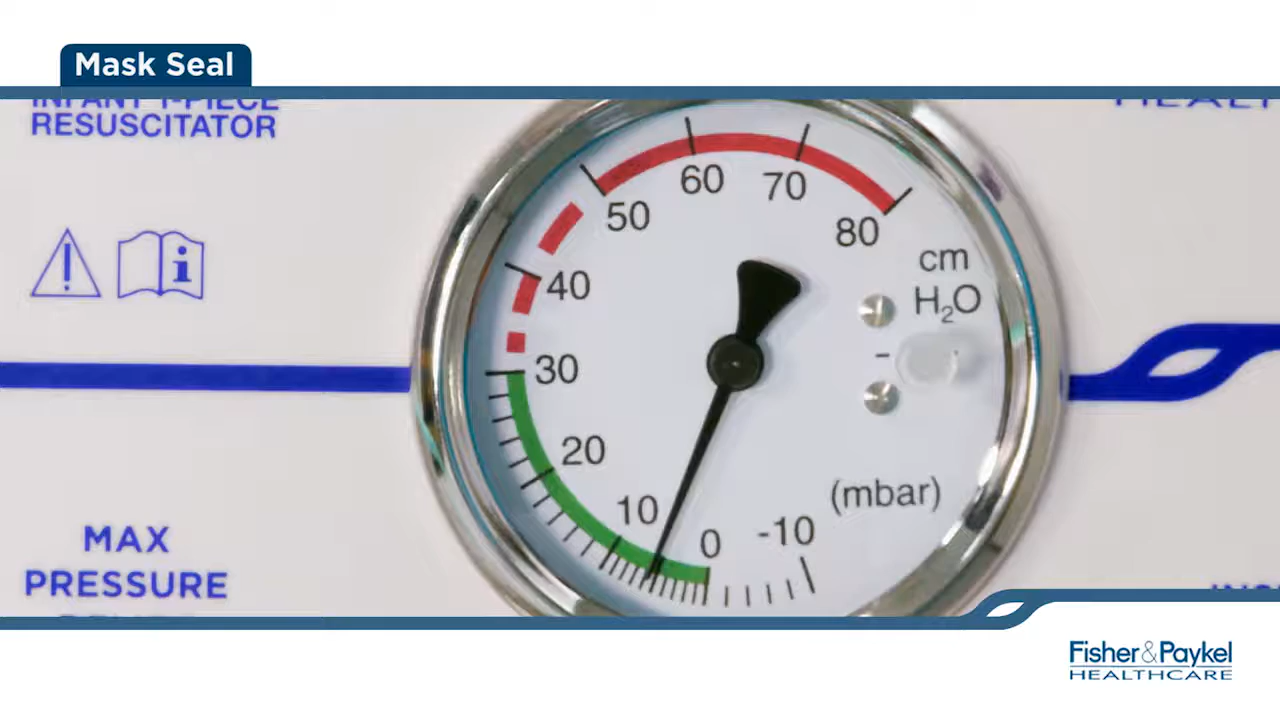 Mask Seal
INFANT T-PIECE
RESUSCITATOR
60
70
50
80
40
cm
H₂O
30
20
(mbar)
10
0
-10
MAX
PRESSURE
Fisher&Paykel
HEALTHCARE